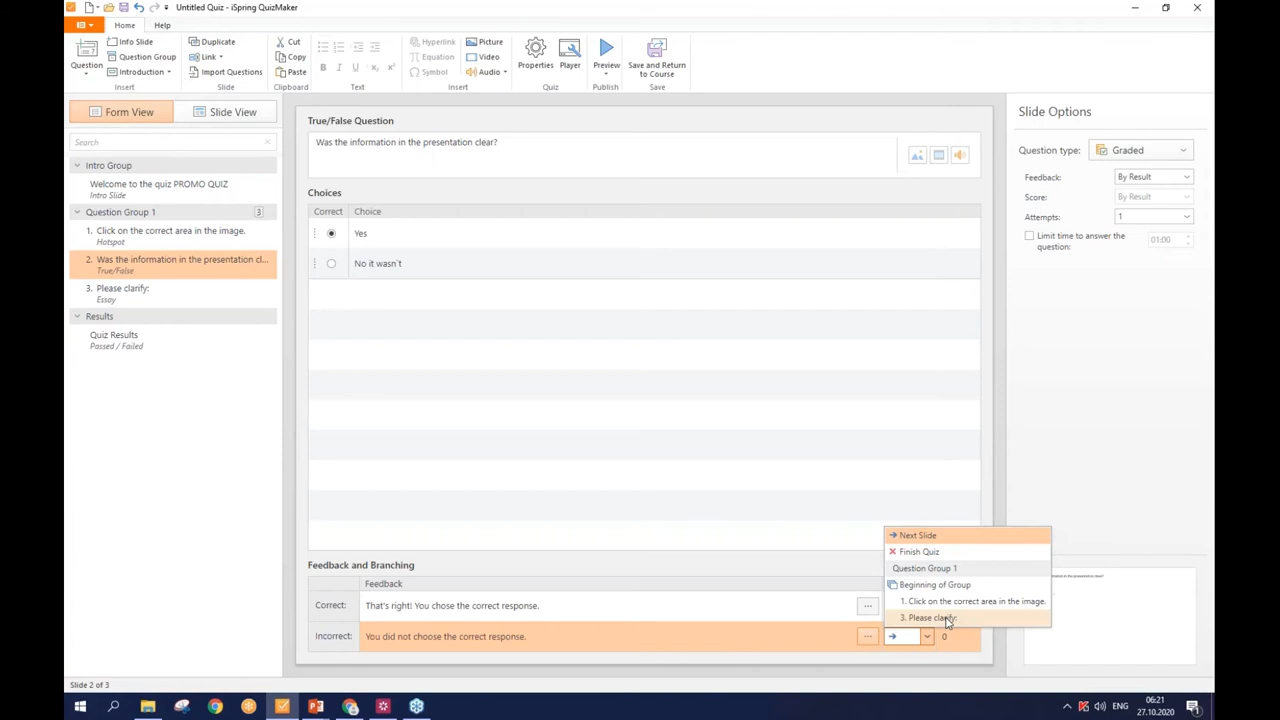 Untitled Quiz - iSpring QuizMaker
Home
Help
Question
Info Slide
Question Group
Introduction
Insert
Duplicate
Link
Import Questions
Slide
Cut
Copy
Paste
Clipboard
Text
Hyperlink
Equation
Symbol
Picture
Video
Audio
Insert
Properties
Player
Quiz
Preview
Publish
Save and Return
to Course
Save
Form View
Slide View
Search
Intro Group
Welcome to the quiz PROMO QUIZ
Intro Slide
Question Group 1
3
1. Click on the correct area in the image.
Hotspot
2. Was the information in the presentation cl...
True/False
3. Please clarify:
Essay
Results
Quiz Results
Passed / Failed
True/False Question
Was the information in the presentation clear?
Choices
Correct
Choice
Yes
No it wasn`t
Feedback and Branching
Feedback
Correct:
That's right! You chose the correct response.
...
Incorrect:
You did not choose the correct response.
...
0
Next Slide
Finish Quiz
Question Group 1
Beginning of Group
1. Click on the correct area in the image.
3. Please clarify:
Slide Options
Question type:
Graded
Feedback:
By Result
Score:
By Result
Attempts:
1
Limit time to answer the
question:
01:00
Slide 2 of 3
ENG
06:21
27.10.2020